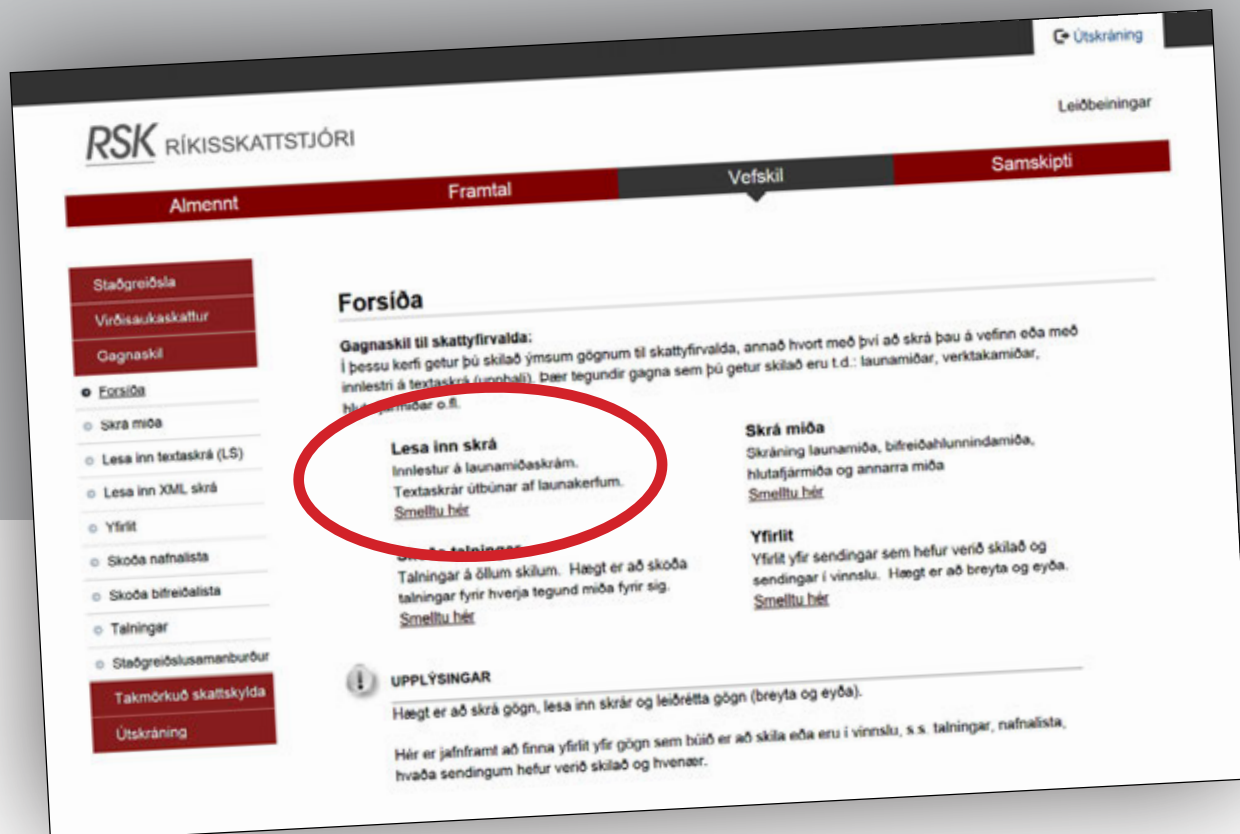 Útskráning
Leiðbeiningar
RSK RÍKISSKATTSTJÓRI
Almennt Framtal Vefskil Samskipti
Staðgreiðsla
Virðisaukaskattur
Gagnaskil
Forsíða
Skrá miða
Lesa inn textaskrá (LS)
Lesa inn XML skrá
Yfirlit
Skoða nafnalista
Skoða bifreiðalista
Talningar
Staðgreiðslusamanburður
Takmörkuð skattskylda
Útskráning
Forsíða
Gagnaskil til skattyfirvalda:
Í þessu kerfi getur þú skilað ýmsum gögnum til skattyfirvalda, annað hvort með því að skrá þau á vefinn eða með
innlestri á textaskrá (upphali). Þær tegundir gagna sem þú getur skilað eru t.d.: launamiðar, verktakamiðar,
hlutafjármiðar o.fl.
Lesa inn skrá
Innlestur á launamiðaskrám.
Textaskrár útbúnar af launakerfum.
Smelltu hér
Skrá miða
Skráning launamiða, bifreiðahlunnindamiða,
hlutafjármiða og annarra miða
Smelltu hér
Skoða talningar
Talningar á öllum skilum. Hægt er að skoða
talningar fyrir hverja tegund miða fyrir sig.
Smelltu hér
Yfirlit
Yfirlit yfir sendingar sem hefur verið skilað og
sendingar í vinnslu. Hægt er að breyta og eyða.
Smelltu hér
UPPLÝSINGAR
Hægt er að skrá gögn, lesa inn skrár og leiðrétta gögn (breyta og eyða).
Hér er jafnframt að finna yfirlit yfir gögn sem búið er að skila eða eru í vinnslu, s.s. talningar, nafnalista,
hvaða sendingum hefur verið skilað og hvenær.